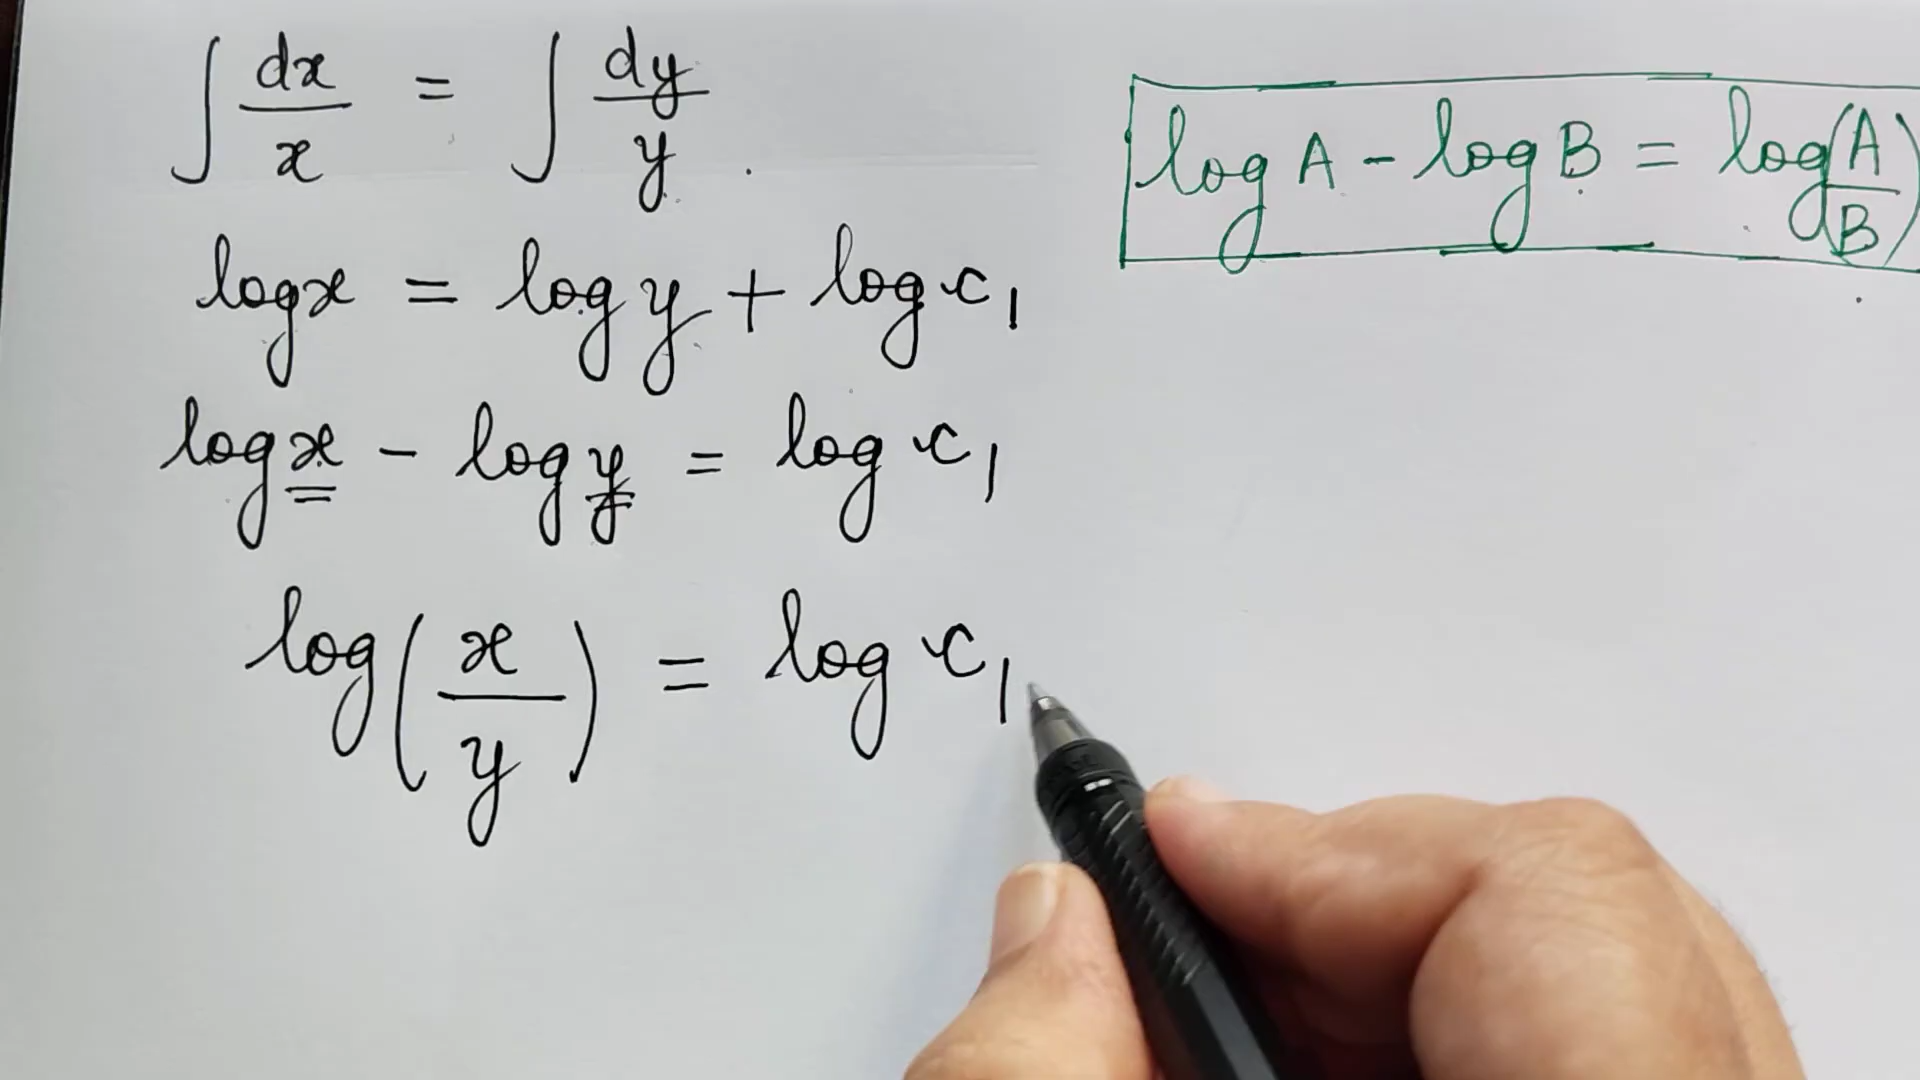 ∫ dx/x = ∫ dy/y .
log x = log y + log c₁
log x - log y = log c₁
log (x/y) = log c₁
log A - log B = log (A/B)